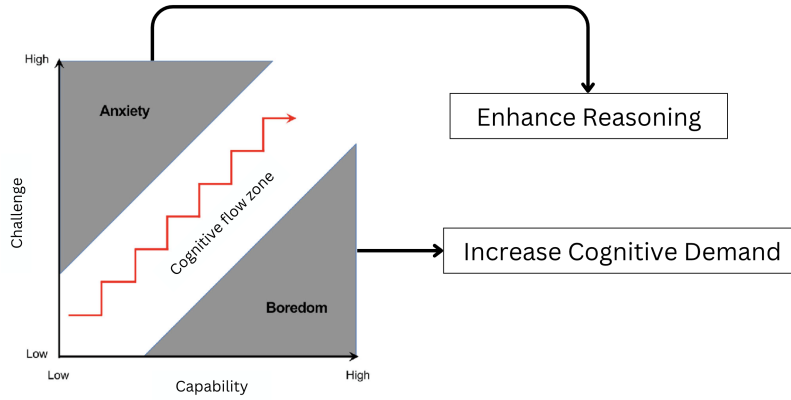 High
Anxiety
Enhance Reasoning
Challenge
Cognitive flow zone
Increase Cognitive Demand
Boredom
Low
Low
High
Capability